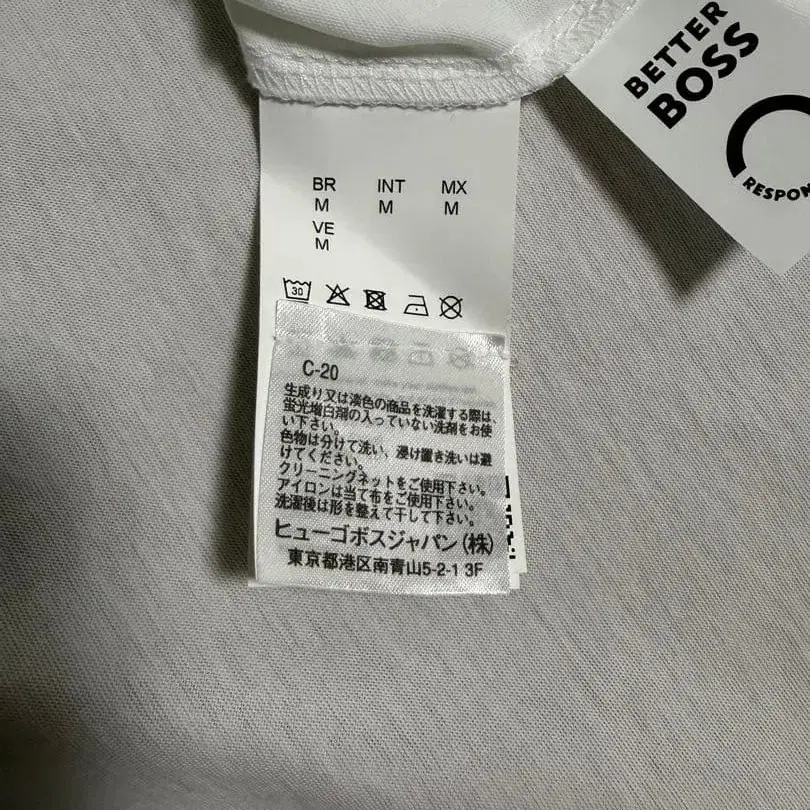 BETTER
BOSS
RESPON
BR INT MX
M M M
VE
M
30
C-20
生成り又は淡色の商品を洗濯する際は、
蛍光増白剤の入っていない洗剤をお使
い下さい。
色物は分けて洗い、浸け置き洗いは避
けてください。
クリーニングネットをご使用下さい。
アイロンは当て布をご使用下さい。
洗濯後は形を整えて干して下さい。
ヒューゴボスジャパン(株)
東京都港区南青山5-2-1 3F